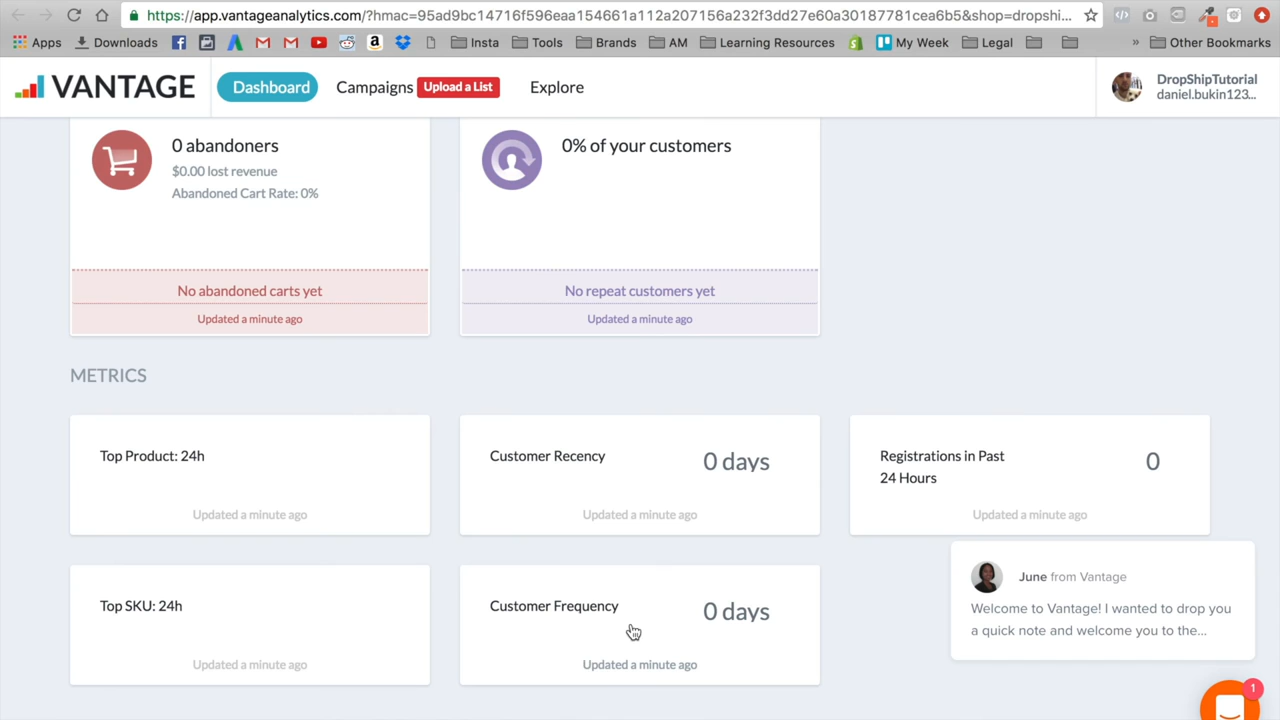 https://app.vantageanalytics.com/?hmac=95ad9bc14716f596eaa154661a112a207156a232f3dd27e60a30187781cea6b5&shop=dropshi...
Apps Downloads Insta Tools Brands AM Learning Resources My Week Legal » Other Bookmarks
VANTAGE Dashboard Campaigns Upload a List Explore
DropShipTutorial
daniel.bukin123...
0 abandoners
$0.00 lost revenue
Abandoned Cart Rate: 0%
No abandoned carts yet
Updated a minute ago
0% of your customers
No repeat customers yet
Updated a minute ago
METRICS
Top Product: 24h
Updated a minute ago
Customer Recency
0 days
Updated a minute ago
Registrations in Past
24 Hours
0
Updated a minute ago
Top SKU: 24h
Updated a minute ago
Customer Frequency
0 days
Updated a minute ago
June from Vantage
Welcome to Vantage! I wanted to drop you
a quick note and welcome you to the...
1